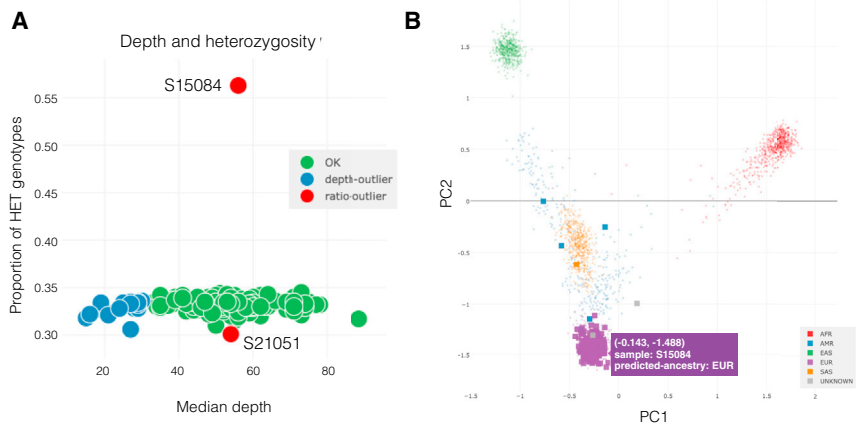 A
Depth and heterozygosity
S15084
0.55
0.50
0.45
0.40
0.35
0.30
Proportion of HET genotypes
OK
depth-outlier
ratio-outlier
S21051
20
40
60
80
Median depth
B
1.5
1
0.5
0
−0.5
−1
−1.5
PC2
(-0.143, -1.488)
sample: S15084
predicted-ancestry: EUR
AFR
AMR
EAS
EUR
SAS
UNKNOWN
−1.5
−1
−0.5
0
0.5
1
1.5
2
PC1